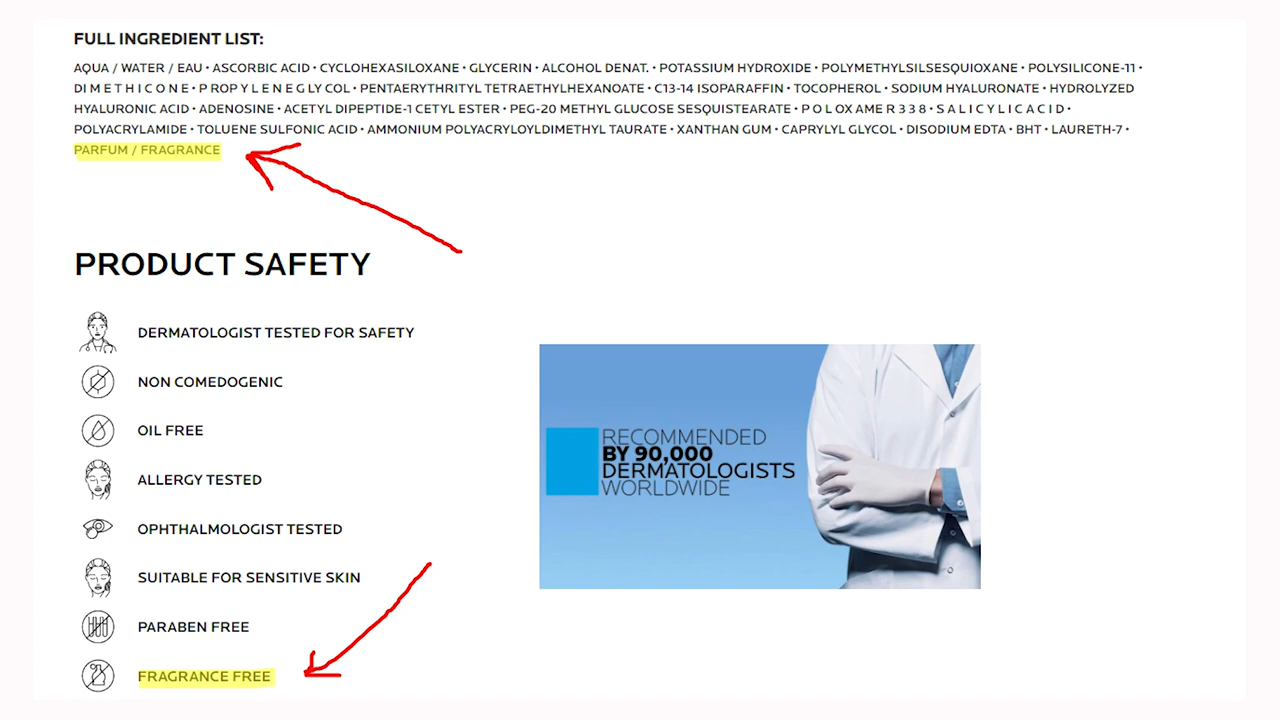 FULL INGREDIENT LIST:
AQUA / WATER / EAU • ASCORBIC ACID • CYCLOHEXASILOXANE • GLYCERIN • ALCOHOL DENAT. • POTASSIUM HYDROXIDE • POLYMETHYLSILSESQUIOXANE • POLYSILICONE-11 •
D I M E T H I C O N E • P R O P Y L E N E G L Y COL • PENTAERYTHRITYL TETRAETHYLHEXANOATE • C13-14 ISOPARAFFIN • TOCOPHEROL • SODIUM HYALURONATE • HYDROLYZED
HYALURONIC ACID • ADENOSINE • ACETYL DIPEPTIDE-1 CETYL ESTER • PEG-20 METHYL GLUCOSE SESQUISTEARATE • P O L OX AME R 3 3 8 • S A L I C Y L I C A C I D •
POLYACRYLAMIDE • TOLUENE SULFONIC ACID • AMMONIUM POLYACRYLOYLDIMETHYL TAURATE • XANTHAN GUM • CAPRYLYL GLYCOL • DISODIUM EDTA • BHT • LAURETH-7 •
PARFUM / FRAGRANCE
PRODUCT SAFETY
DERMATOLOGIST TESTED FOR SAFETY
NON COMEDOGENIC
OIL FREE
ALLERGY TESTED
OPHTHALMOLOGIST TESTED
SUITABLE FOR SENSITIVE SKIN
PARABEN FREE
FRAGRANCE FREE
RECOMMENDED
BY 90,000
DERMATOLOGISTS
WORLDWIDE